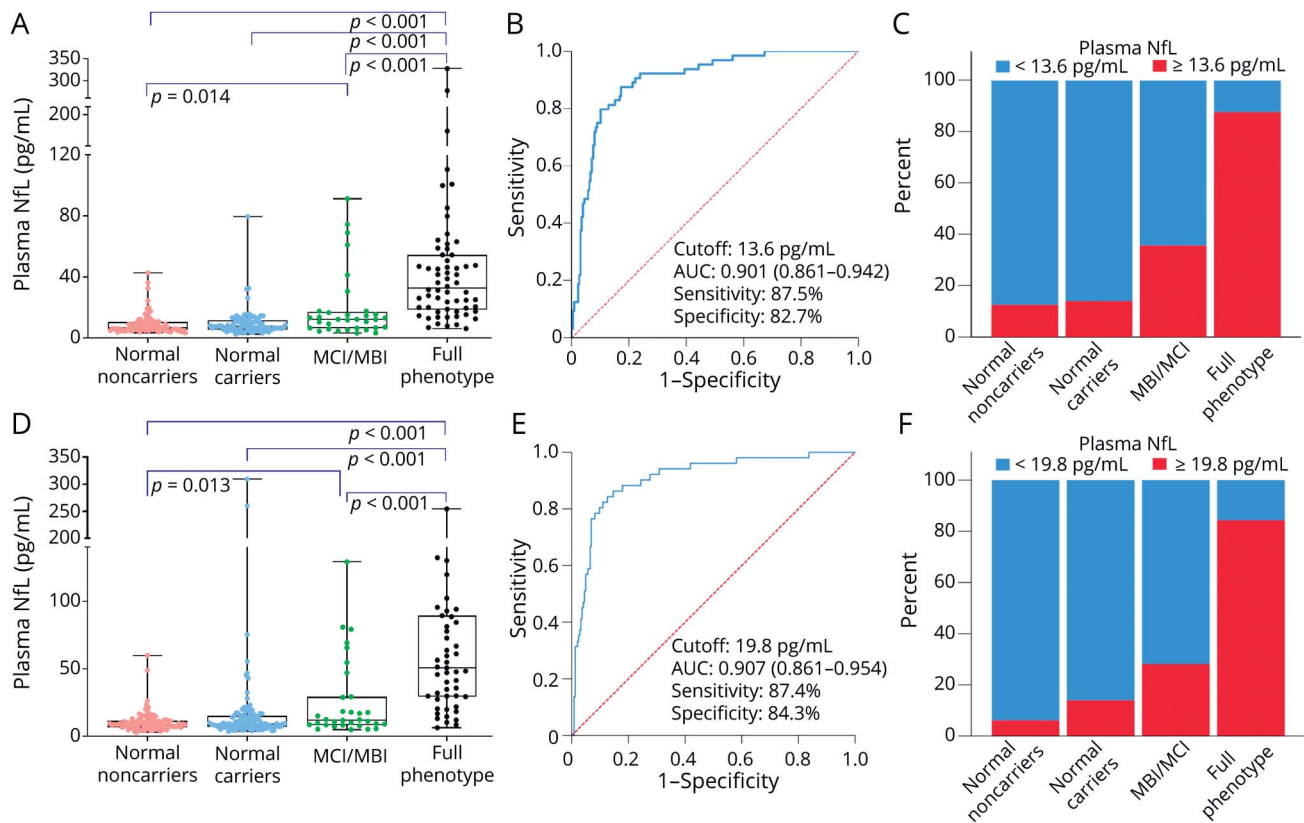 A
p < 0.001
p < 0.001
p < 0.001
p = 0.014
Plasma NfL (pg/mL)
350
300
200
120
80
40
0
Normal
noncarriers
Normal
carriers
MCI/MBI
Full
phenotype
B
Sensitivity
1.0
0.8
0.6
0.4
0.2
0
Cutoff: 13.6 pg/mL
AUC: 0.901 (0.861–0.942)
Sensitivity: 87.5%
Specificity: 82.7%
0 0.2 0.4 0.6 0.8 1.0
1–Specificity
C
Plasma NfL
< 13.6 pg/mL ≥ 13.6 pg/mL
Percent
100
80
60
40
20
0
Normal
noncarriers
Normal
carriers
MBI/MCI
Full
phenotype
D
p < 0.001
p < 0.001
p = 0.013
p < 0.001
Plasma NfL (pg/mL)
350
300
250
200
100
50
0
Normal
noncarriers
Normal
carriers
MCI/MBI
Full
phenotype
E
Sensitivity
1.0
0.8
0.6
0.4
0.2
0
Cutoff: 19.8 pg/mL
AUC: 0.907 (0.861–0.954)
Sensitivity: 87.4%
Specificity: 84.3%
0 0.2 0.4 0.6 0.8 1.0
1–Specificity
F
Plasma NfL
< 19.8 pg/mL ≥ 19.8 pg/mL
Percent
100
80
60
40
20
0
Normal
noncarriers
Normal
carriers
MBI/MCI
Full
phenotype